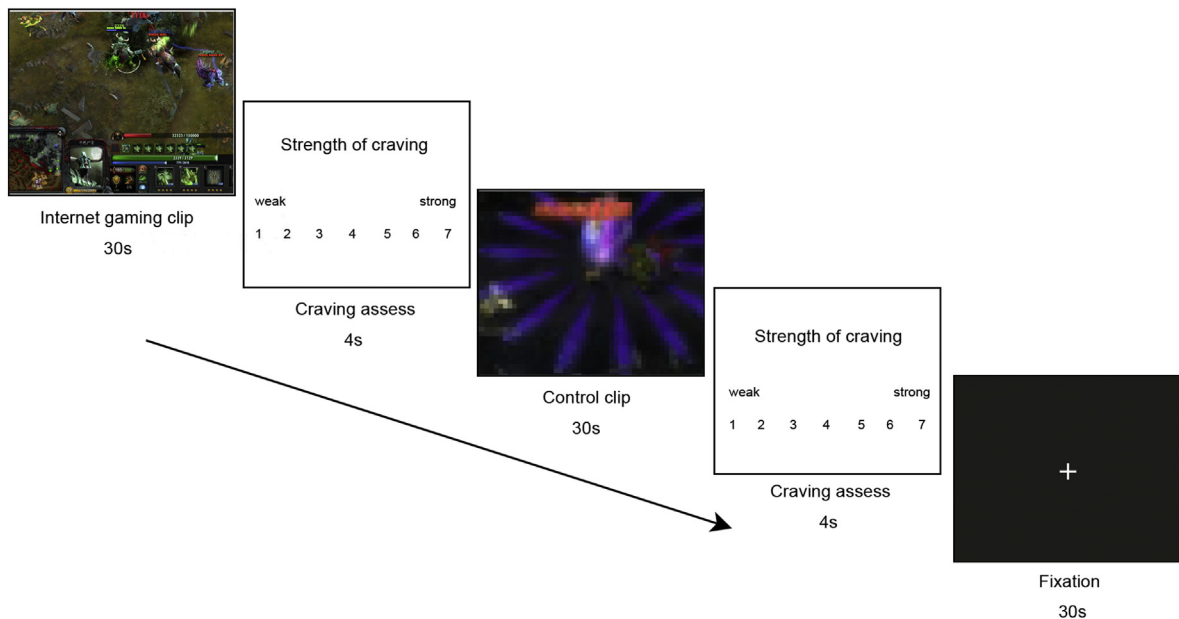 Internet gaming clip
30s
Strength of craving
weak strong
1 2 3 4 5 6 7
Craving assess
4s
Control clip
30s
Strength of craving
weak strong
1 2 3 4 5 6 7
Craving assess
4s
Fixation
30s